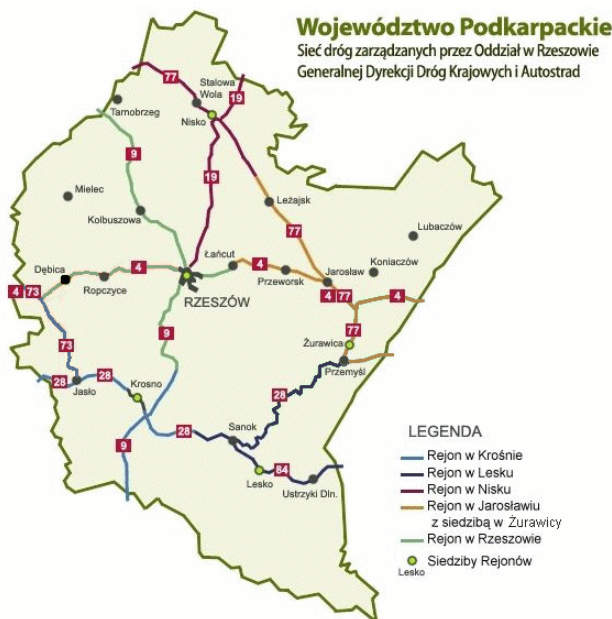 Województwo Podkarpackie
Sieć dróg zarządzanych przez Oddział w Rzeszowie
Generalnej Dyrekcji Dróg Krajowych i Autostrad
77
Stalowa
Wola
19
Tarnobrzeg
Nisko
9
19
Mielec
Leżajsk
Kolbuszowa
77
Lubaczów
Łańcut
Koniaczów
Dębica
4
4
Jarosław
Ropczyce
Przeworsk
RZESZÓW
4 73
4 77
4
9
77
73
Żurawica
Przemyśl
28
28
Krosno
Jasło
28
28
Sanok
9
84
Lesko
Ustrzyki Dln.
LEGENDA
Rejon w Krośnie
Rejon w Lesku
Rejon w Nisku
Rejon w Jarosławiu
z siedzibą w Żurawicy
Rejon w Rzeszowie
Siedziby Rejonów
Lesko